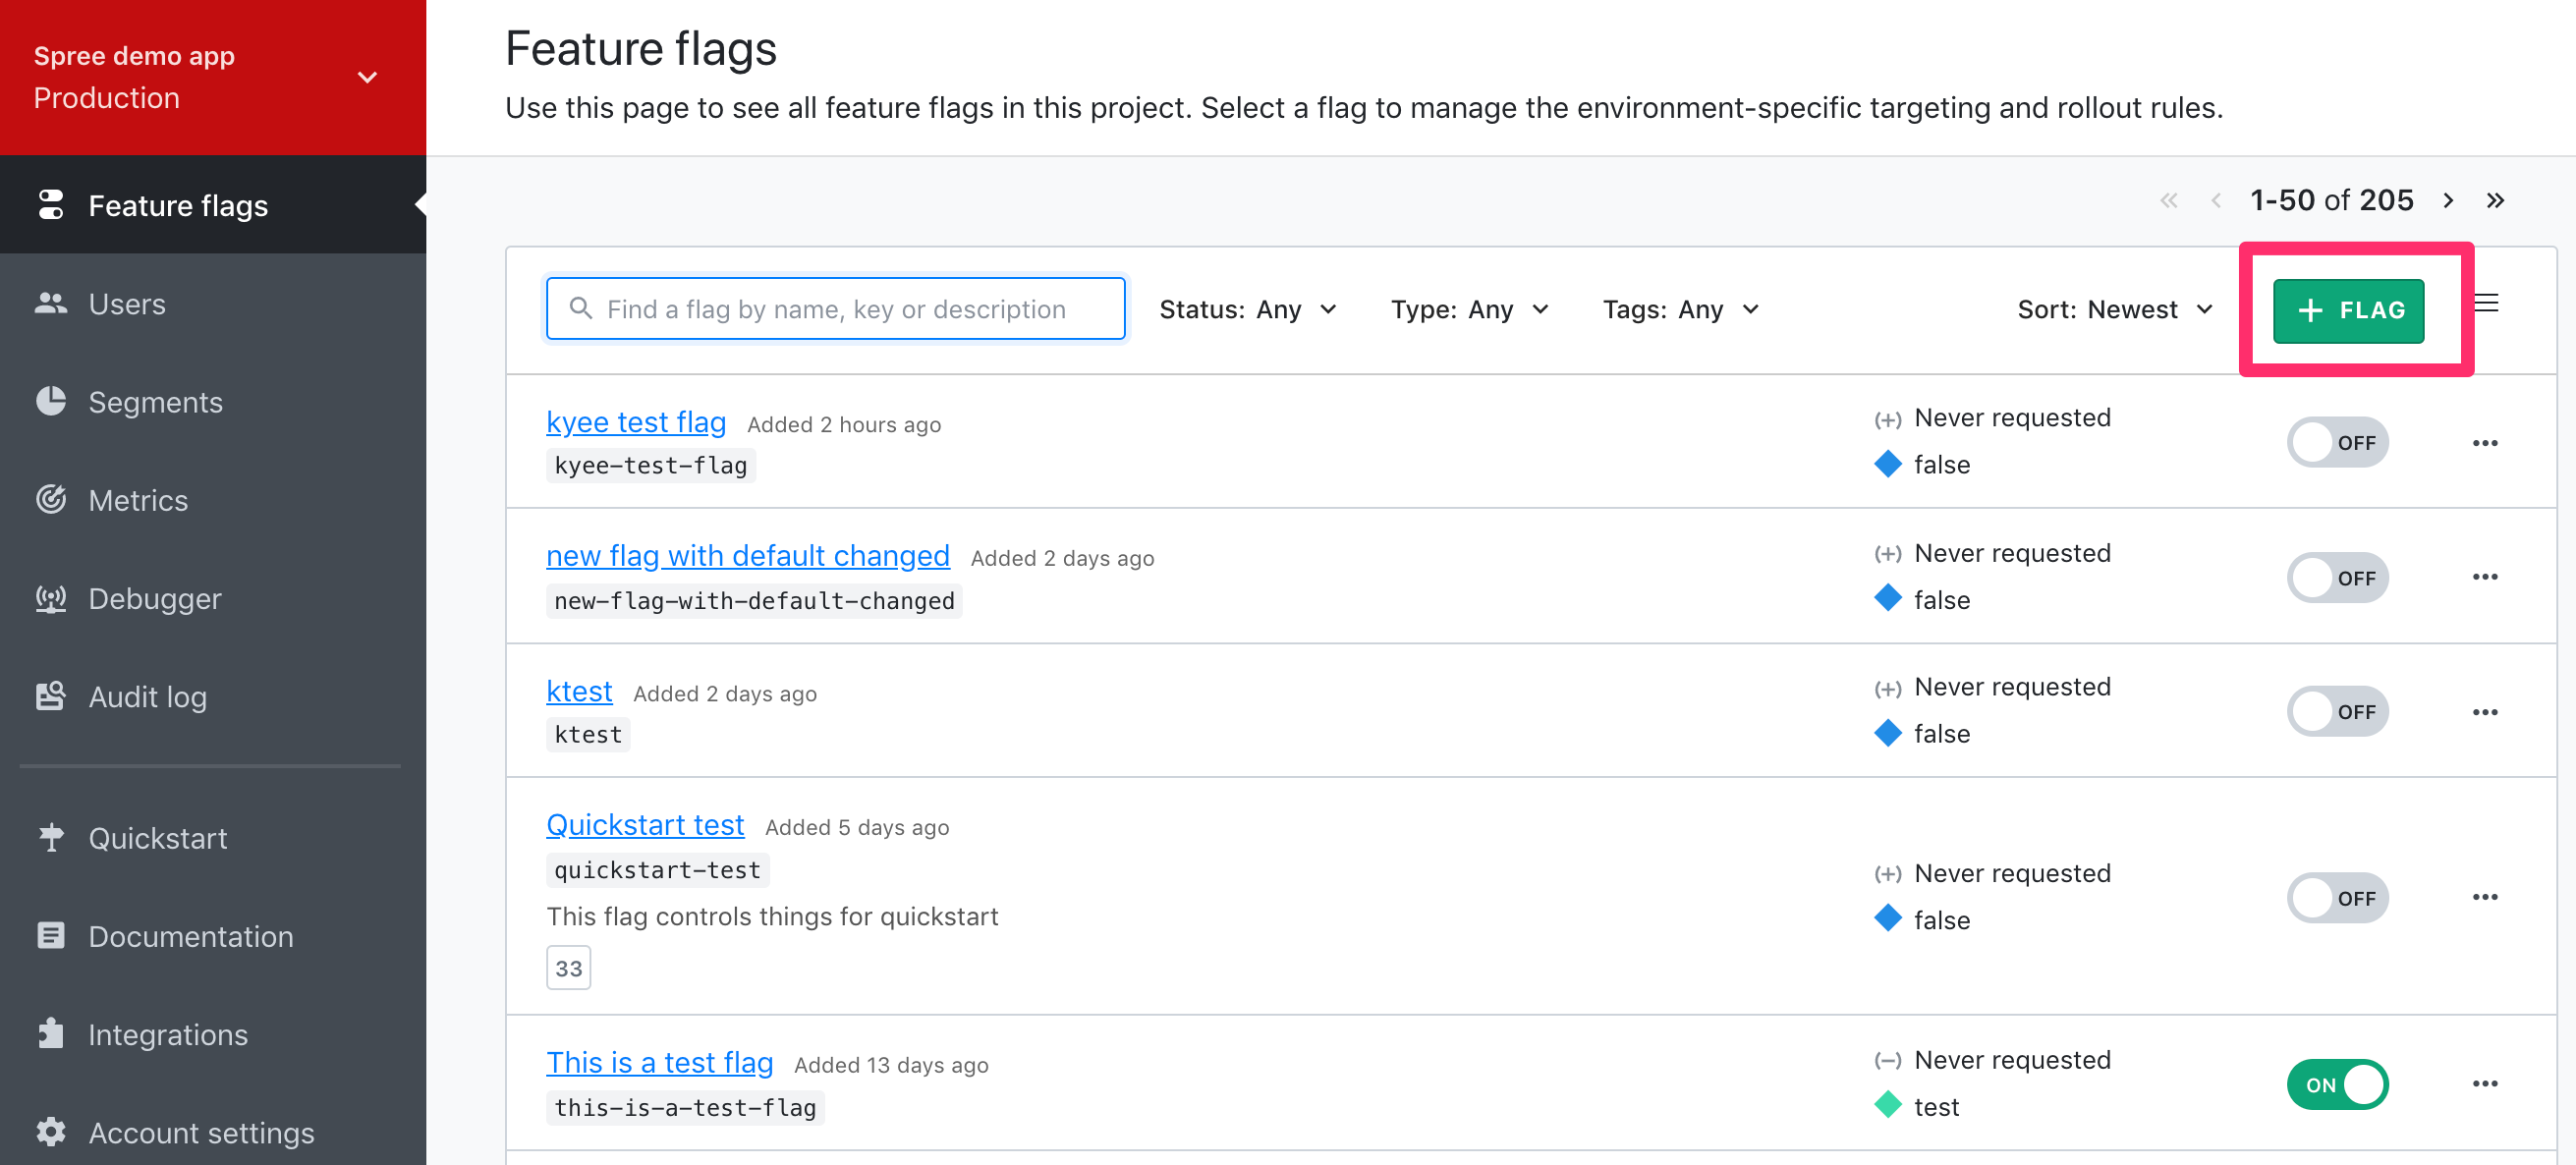 Spree demo app
Production
Feature flags
Users
Segments
Metrics
Debugger
Audit log
Quickstart
Documentation
Integrations
Account settings
Feature flags
Use this page to see all feature flags in this project. Select a flag to manage the environment-specific targeting and rollout rules.
1-50 of 205
Find a flag by name, key or description Status: Any Type: Any Tags: Any Sort: Newest + FLAG
kyee test flag Added 2 hours ago Never requested
kyee-test-flag false OFF
new flag with default changed Added 2 days ago Never requested
new-flag-with-default-changed false OFF
ktest Added 2 days ago Never requested
ktest false OFF
Quickstart test Added 5 days ago
quickstart-test Never requested
This flag controls things for quickstart false OFF
33
This is a test flag Added 13 days ago Never requested
this-is-a-test-flag test ON